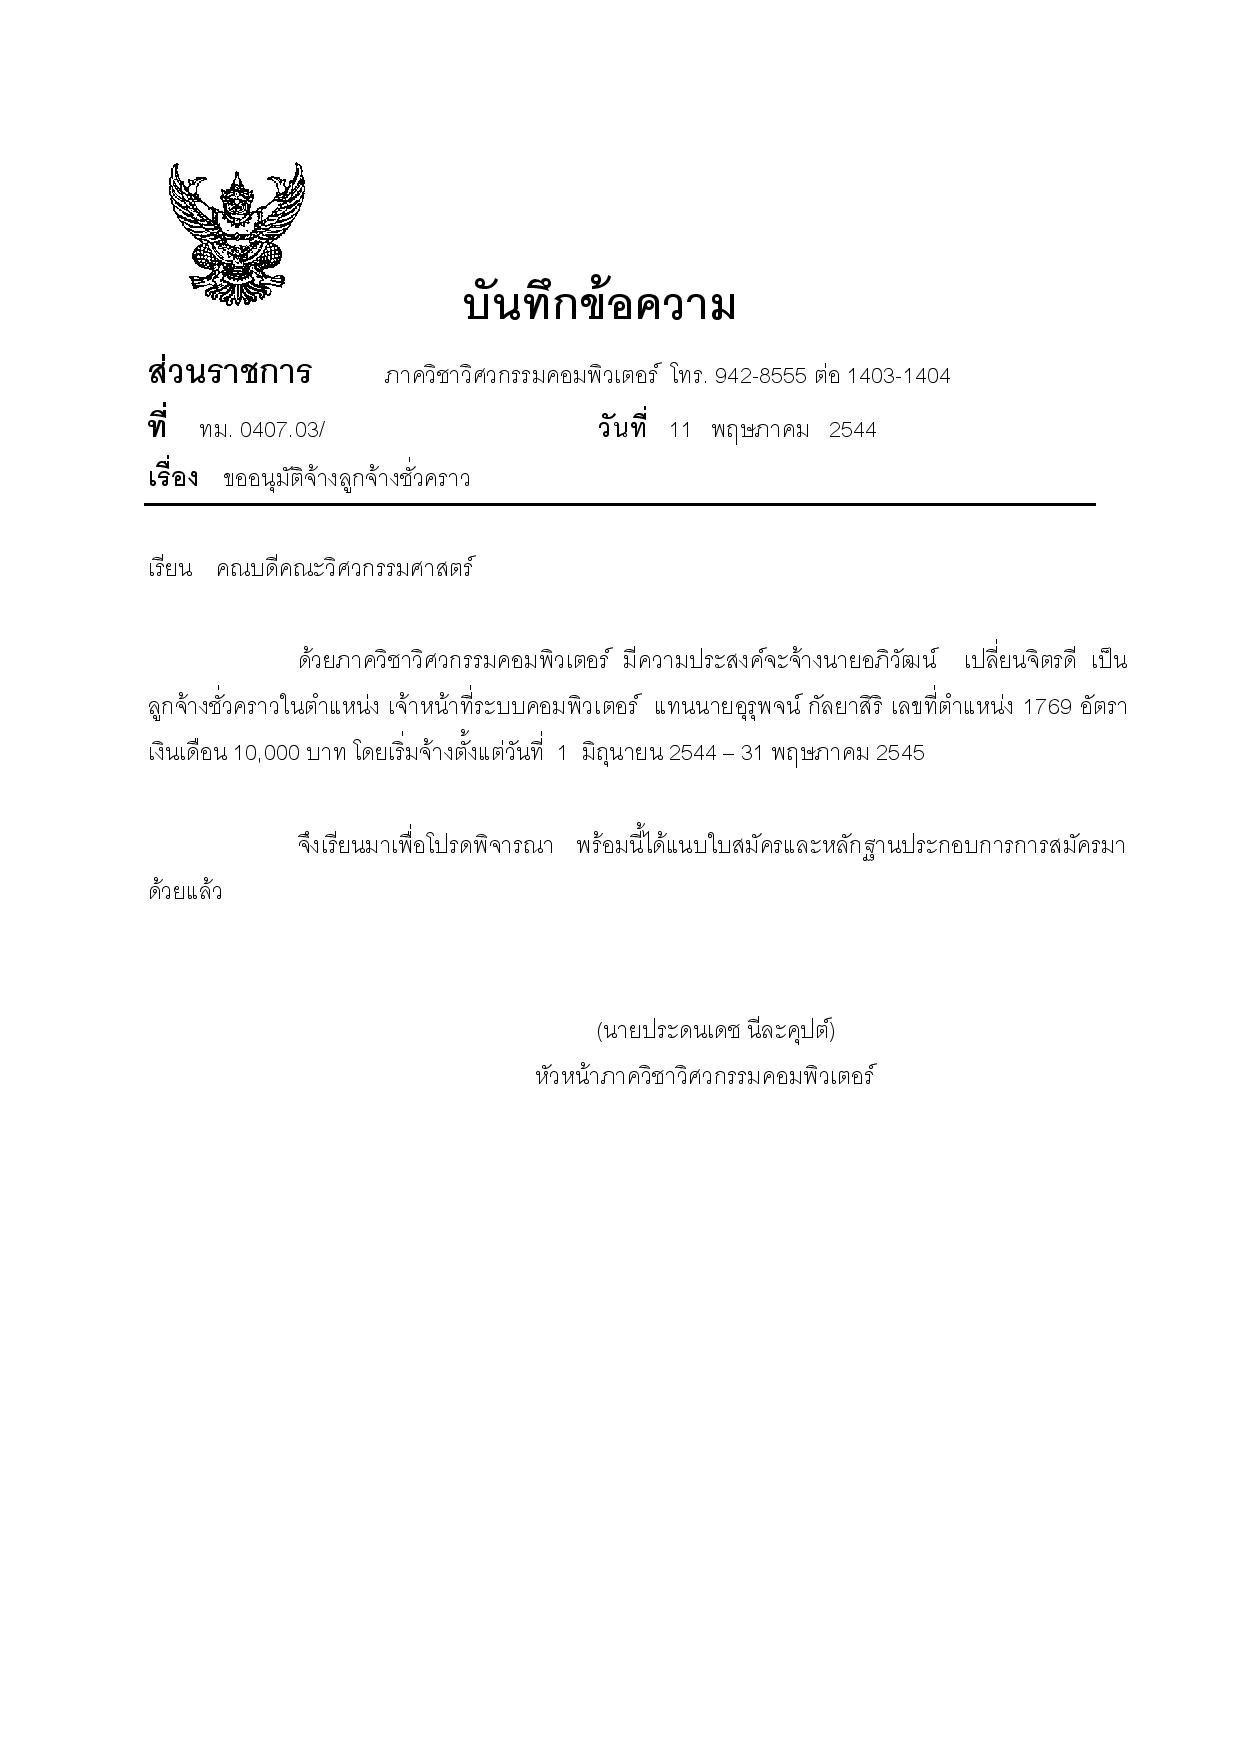 บันทึกข้อความ
ส่วนราชการ ภาควิชาวิศวกรรมคอมพิวเตอร์ โทร. 942-8555 ต่อ 1403-1404
ที่ ทม. 0407.03/ วันที่ 11 พฤษภาคม 2544
เรื่อง ขออนุมัติจ้างลูกจ้างชั่วคราว
เรียน คณบดีคณะวิศวกรรมศาสตร์
ด้วยภาควิชาวิศวกรรมคอมพิวเตอร์ มีความประสงค์จะจ้างนายอภิวัฒน์ เปลี่ยนจิตรดี เป็น
ลูกจ้างชั่วคราวในตำแหน่ง เจ้าหน้าที่ระบบคอมพิวเตอร์ แทนนายอุรุพจน์ กัลยาสิริ เลขที่ตำแหน่ง 1769 อัตรา
เงินเดือน 10,000 บาท โดยเริ่มจ้างตั้งแต่วันที่ 1 มิถุนายน 2544 – 31 พฤษภาคม 2545
จึงเรียนมาเพื่อโปรดพิจารณา พร้อมนี้ได้แนบใบสมัครและหลักฐานประกอบการการสมัครมา
ด้วยแล้ว
(นายประดนเดช นีละคุปต์)
หัวหน้าภาควิชาวิศวกรรมคอมพิวเตอร์